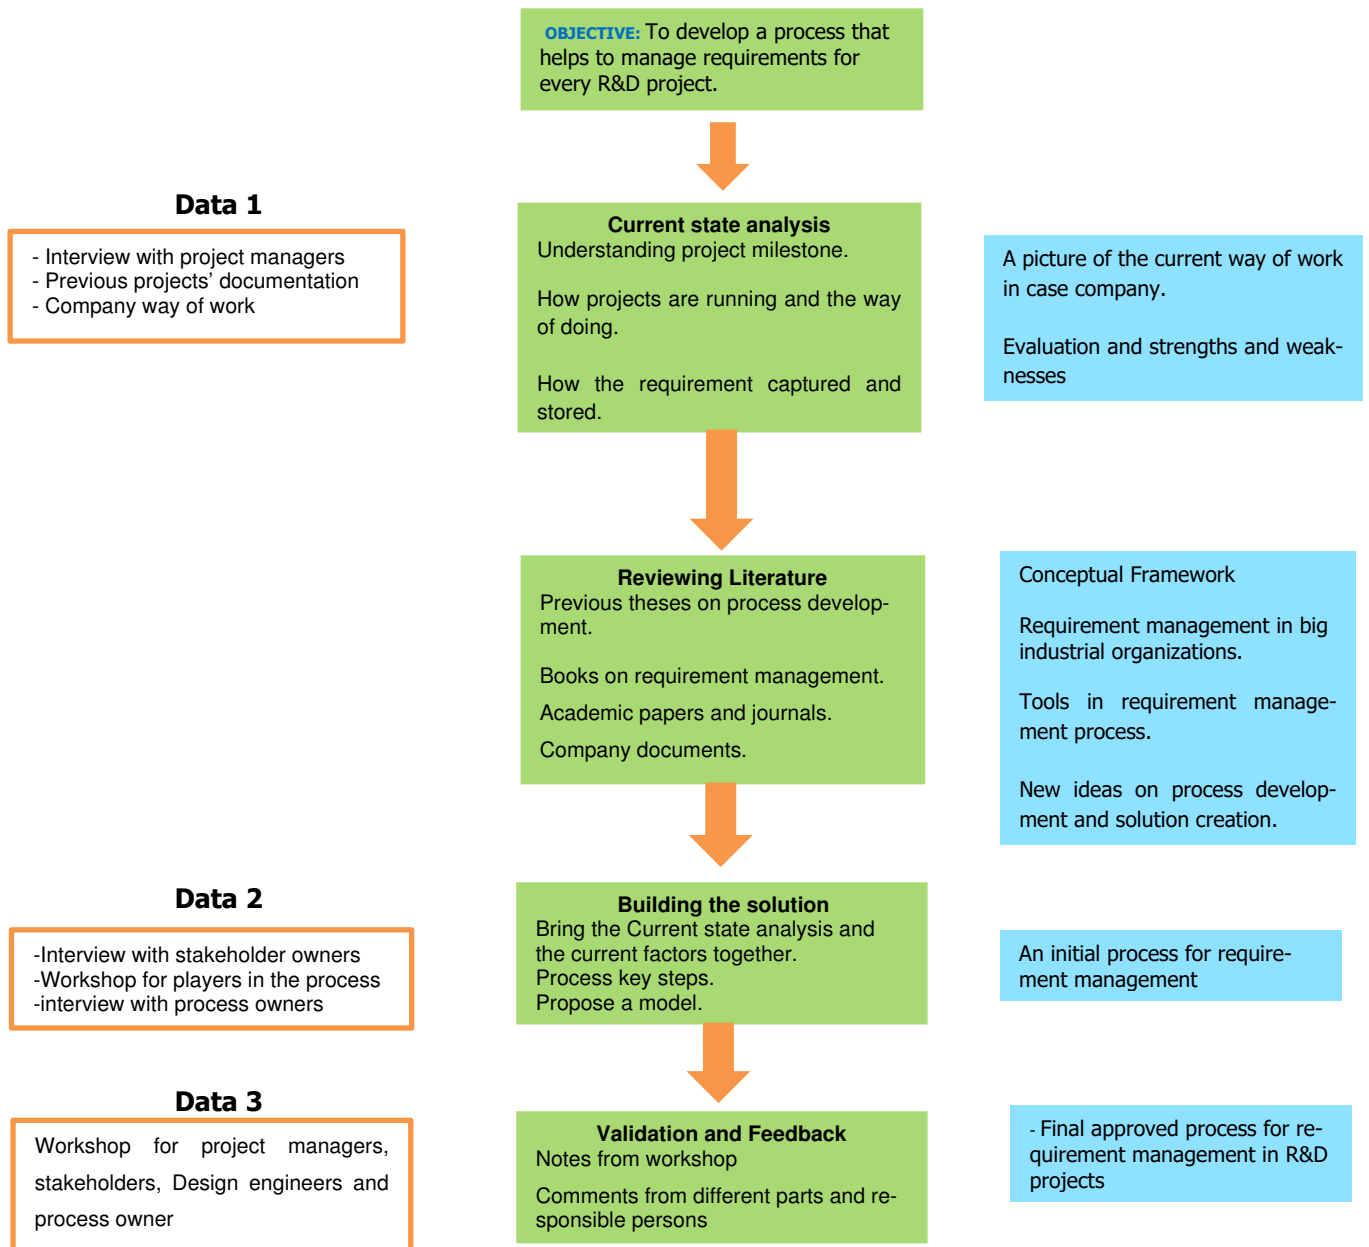 OBJECTIVE: To develop a process that
helps to manage requirements for
every R&D project.
Data 1
- Interview with project managers
- Previous projects’ documentation
- Company way of work
Current state analysis
Understanding project milestone.
How projects are running and the way
of doing.
How the requirement captured and
stored.
A picture of the current way of work
in case company.
Evaluation and strengths and weak-
nesses
Reviewing Literature
Previous theses on process develop-
ment.
Books on requirement management.
Academic papers and journals.
Company documents.
Conceptual Framework
Requirement management in big
industrial organizations.
Tools in requirement manage-
ment process.
New ideas on process develop-
ment and solution creation.
Data 2
-Interview with stakeholder owners
-Workshop for players in the process
-interview with process owners
Building the solution
Bring the Current state analysis and
the current factors together.
Process key steps.
Propose a model.
An initial process for require-
ment management
Data 3
Workshop for project managers,
stakeholders, Design engineers and
process owner
Validation and Feedback
Notes from workshop
Comments from different parts and re-
sponsible persons
- Final approved process for re-
quirement management in R&D
projects